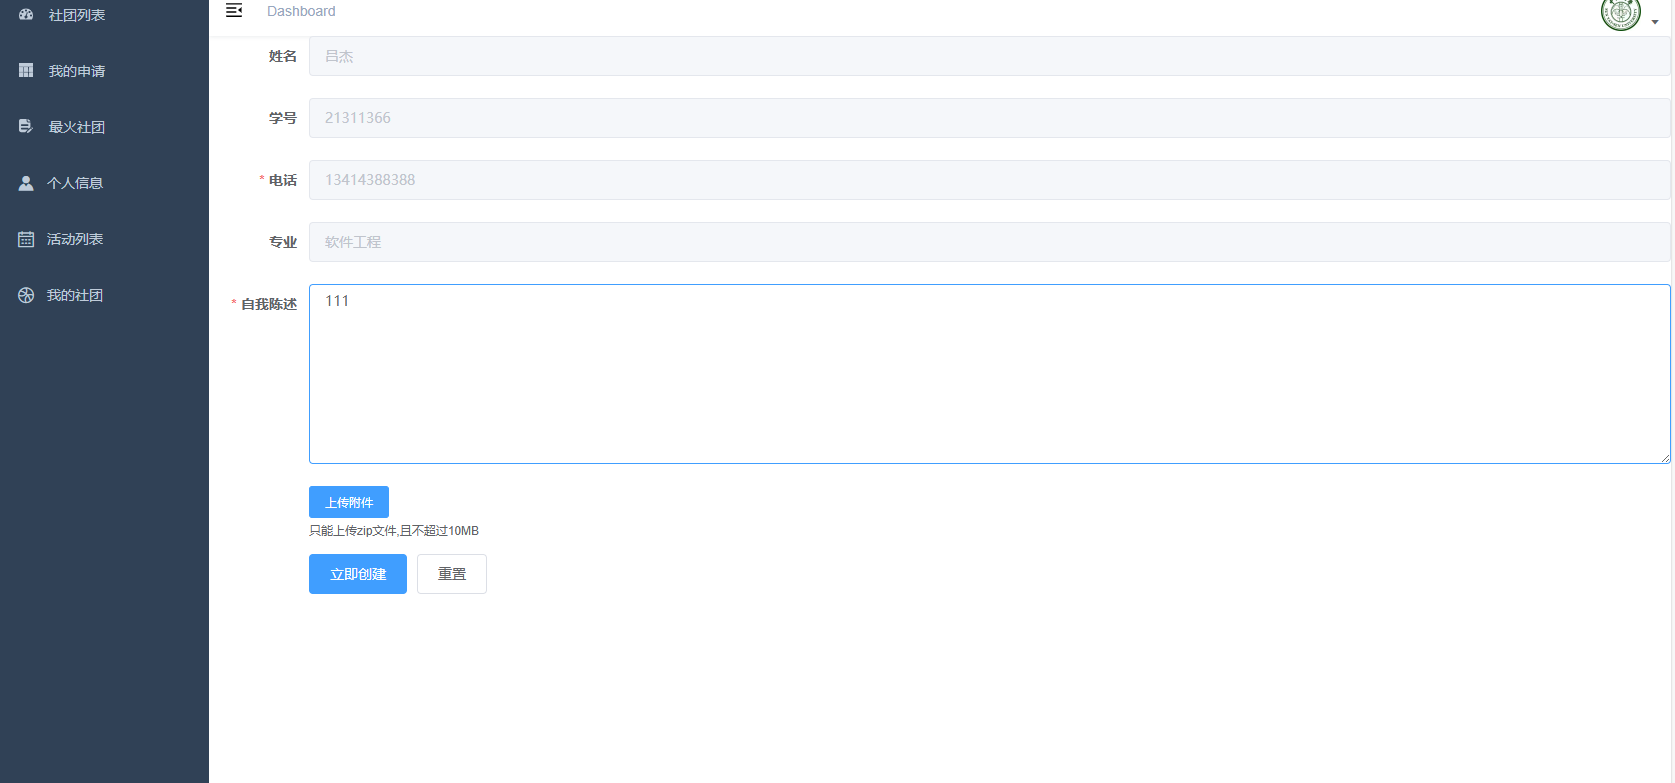 社团列表
我的申请
最火社团
个人信息
活动列表
我的社团
Dashboard
姓名 吕杰
学号 21311366
* 电话 13414388388
专业 软件工程
* 自我陈述 111
上传附件
只能上传zip文件,且不超过10MB
立即创建 重置